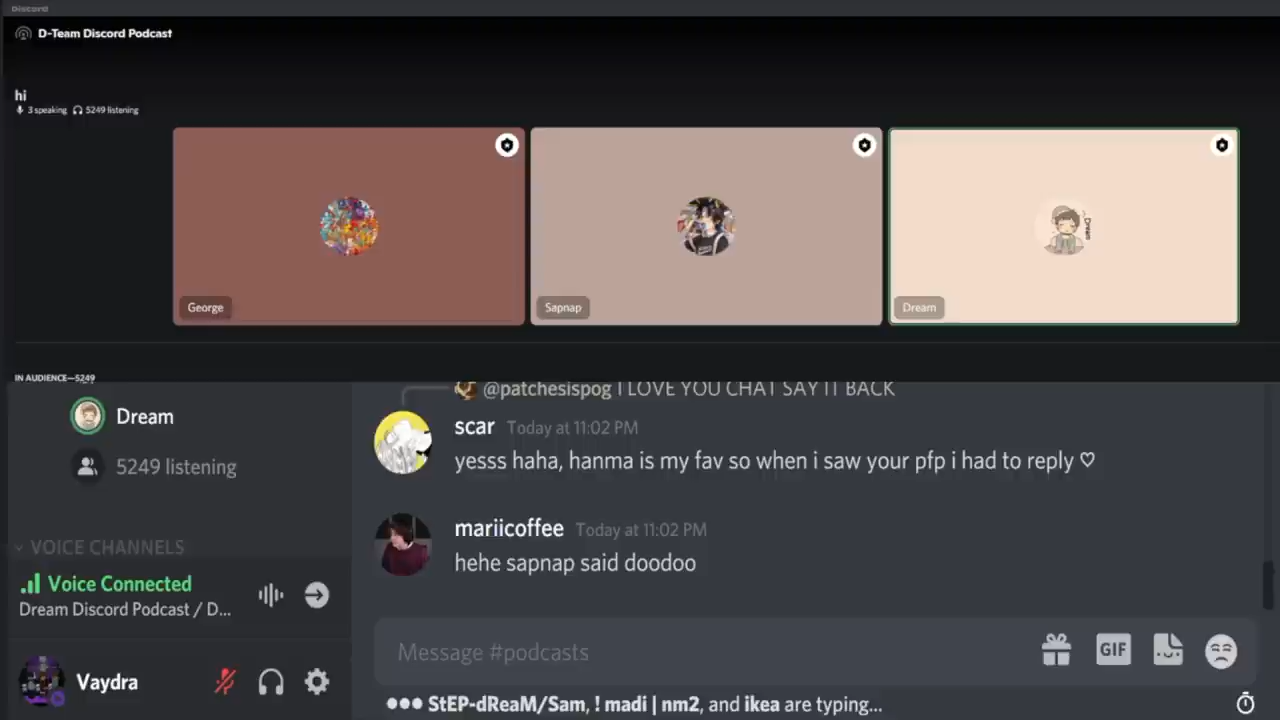 Discord
D-Team Discord Podcast
hi
3 speaking 5249 listening
George
Sapnap
Dream
Dream
IN AUDIENCE—5249
Dream
5249 listening
VOICE CHANNELS
Voice Connected
Dream Discord Podcast / D...
Vaydra
@patchesispog I LOVE YOU CHAT SAY IT BACK
scar Today at 11:02 PM
yesss haha, hanma is my fav so when i saw your pfp i had to reply ♡
mariicoffee Today at 11:02 PM
hehe sapnap said doodoo
Message #podcasts
GIF
StEP-dReaM/Sam, ! madi | nm2, and ikea are typing...